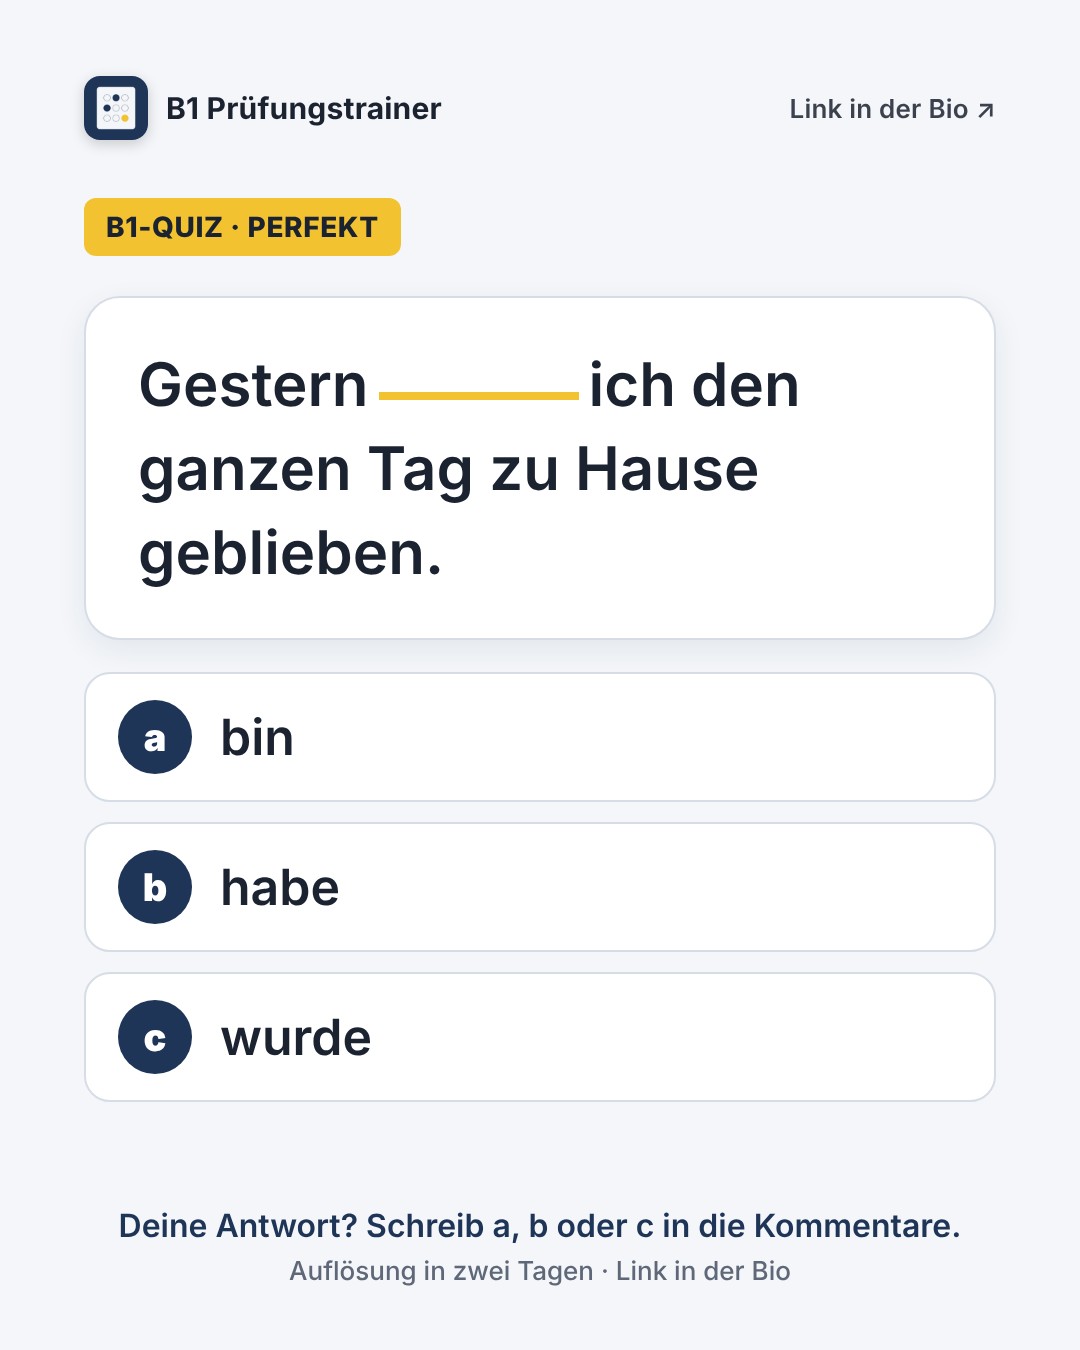 B1 Prüfungstrainer
Link in der Bio ↗
B1-QUIZ · PERFEKT
Gestern ______ ich den
ganzen Tag zu Hause
geblieben.
a bin
b habe
c wurde
Deine Antwort? Schreib a, b oder c in die Kommentare.
Auflösung in zwei Tagen · Link in der Bio